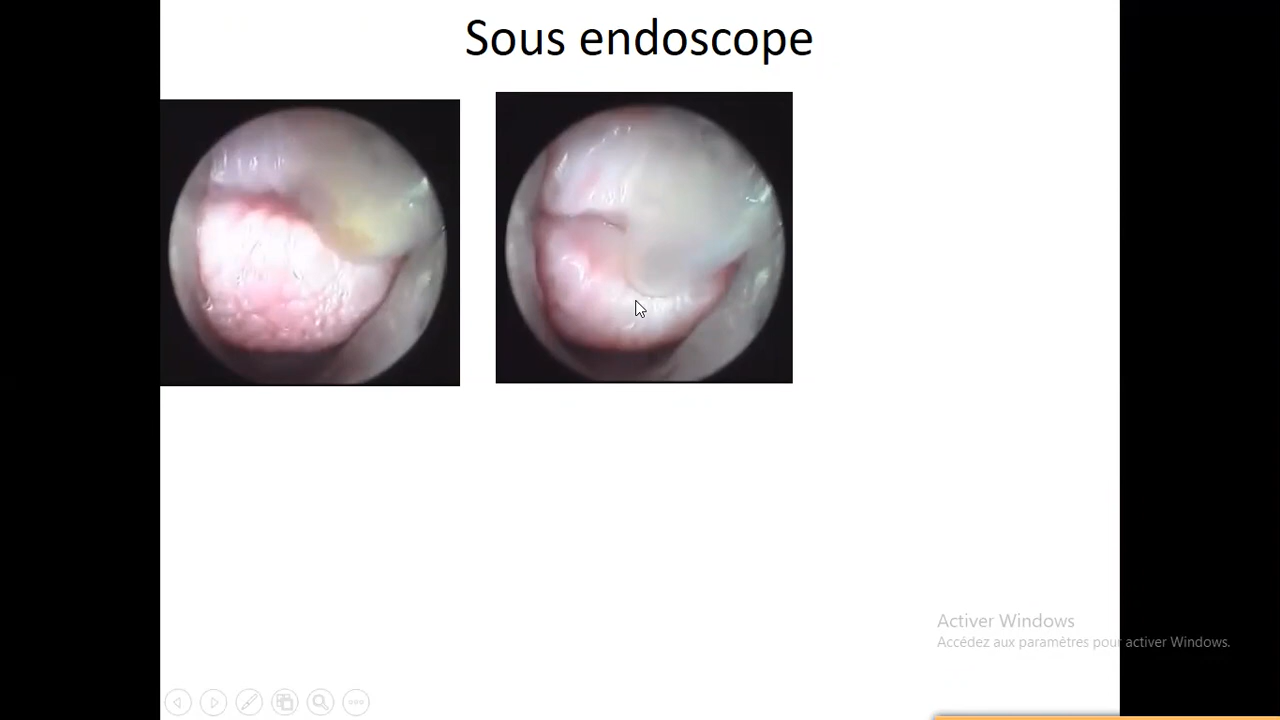 Sous endoscope
Activer Windows
Accédez aux paramètres pour activer Windows.